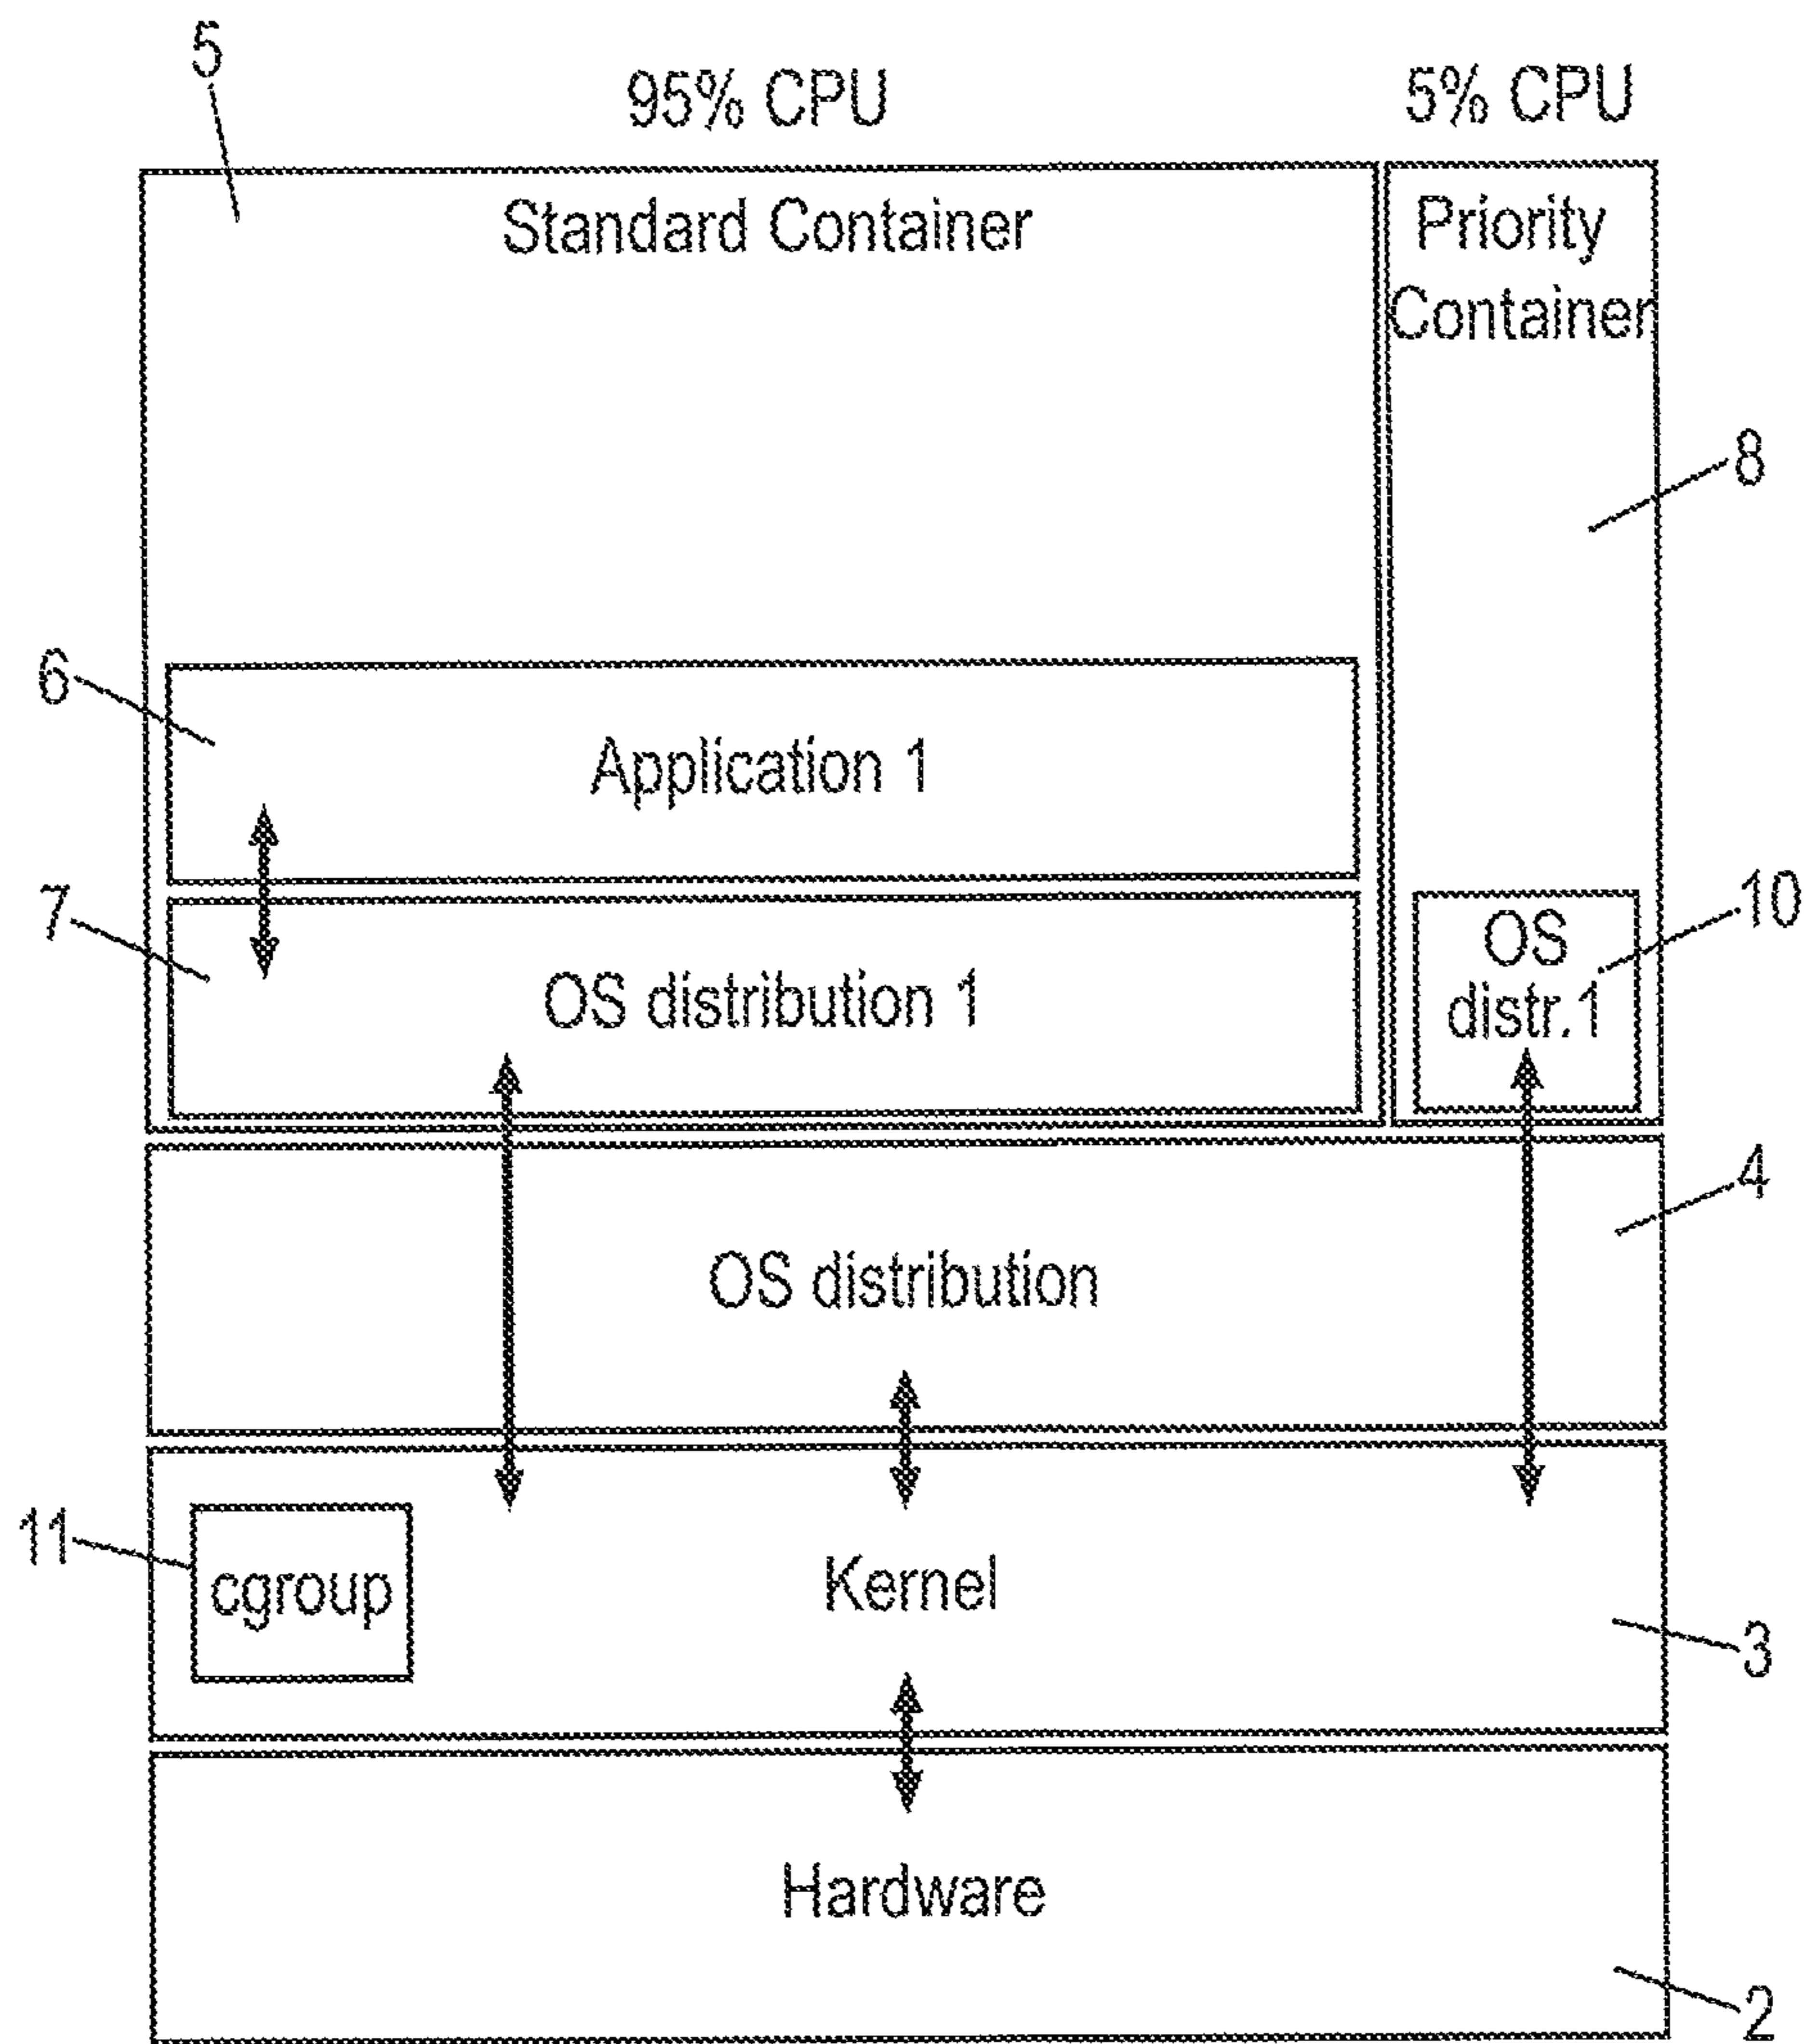 5
95% CPU
5% CPU
Standard Container
Priority
Container
8
6
Application 1
7
OS distribution 1
OS
distr.1
10
4
OS distribution
11
cgroup
Kernel
3
Hardware
2